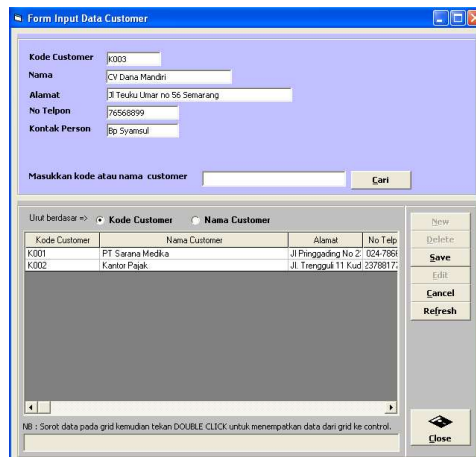 Form Input Data Customer
Kode Customer K003
Nama CV Dana Mandiri
Alamat Jl Teuku Umar no 56 Semarang
No Telpon 76568899
Kontak Person Bp Syamsul
Masukkan kode atau nama customer Cari
Urut berdasar => Kode Customer Nama Customer
Kode Customer Nama Customer Alamat No Telp
K001 PT Sarana Medika Jl Pringgading No 2 024-786
K002 Kantor Pajak Jl. Trengguli 11 Kud 2378817
New
Delete
Save
Edit
Cancel
Refresh
NB : Sorot data pada grid kemudian tekan DOUBLE CLICK untuk menempatkan data dari grid ke control.
Close